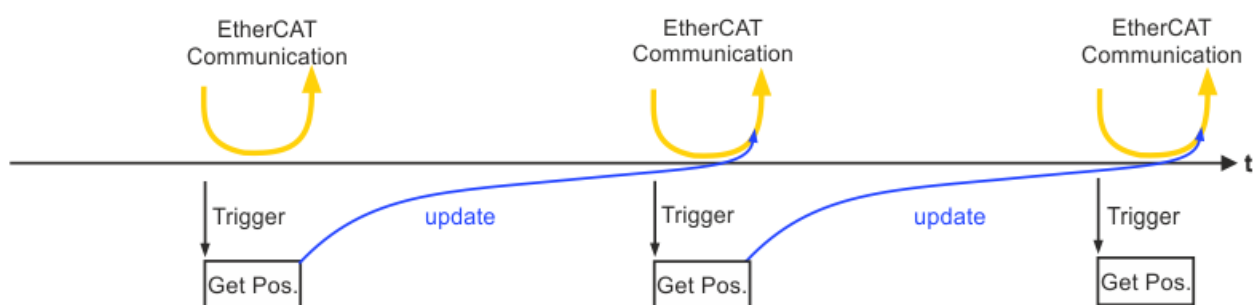 EtherCAT
Communication
EtherCAT
Communication
EtherCAT
Communication
t
Trigger
update
Trigger
update
Trigger
Get Pos.
Get Pos.
Get Pos.